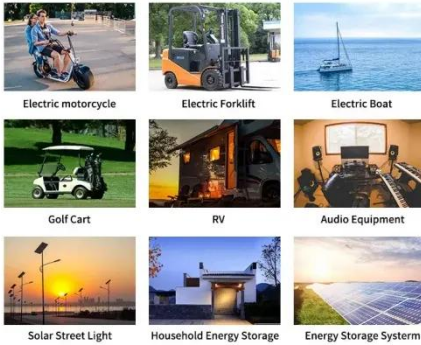 Electric motorcycle
Electric Forklift
Electric Boat
Golf Cart
RV
Audio Equipment
Solar Street Light
Household Energy Storage
Energy Storage Systerm